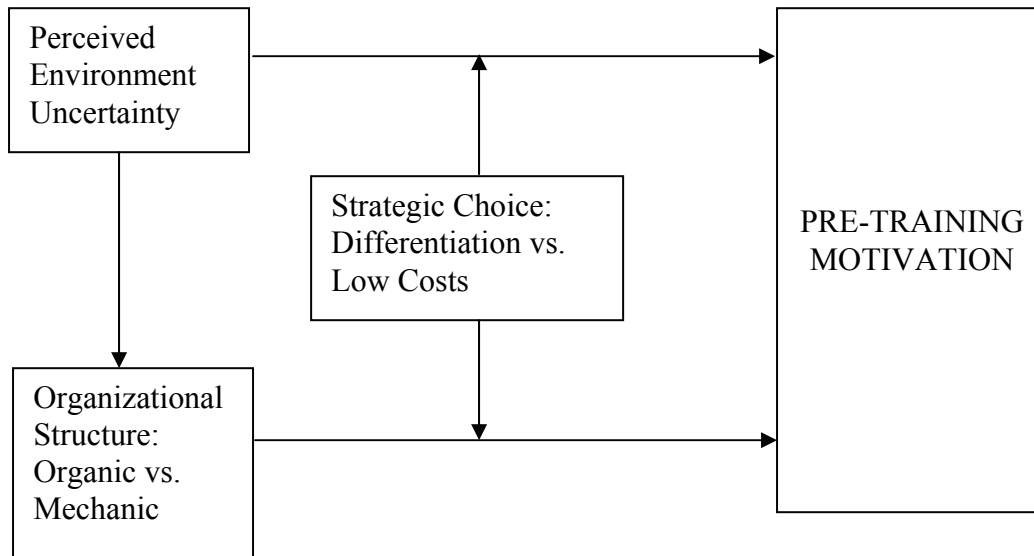 Perceived
Environment
Uncertainty
Strategic Choice:
Differentiation vs.
Low Costs
PRE-TRAINING
MOTIVATION
Organizational
Structure:
Organic vs.
Mechanic